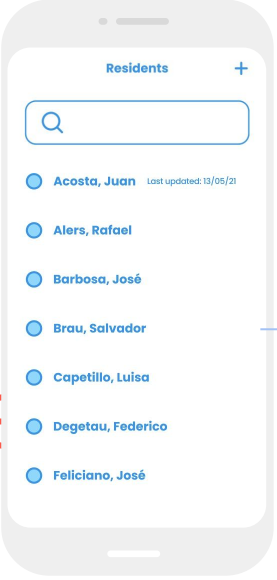 Residents
Acosta, Juan Last updated: 13/05/21
Alers, Rafael
Barbosa, José
Brau, Salvador
Capetillo, Luisa
Degetau, Federico
Feliciano, José